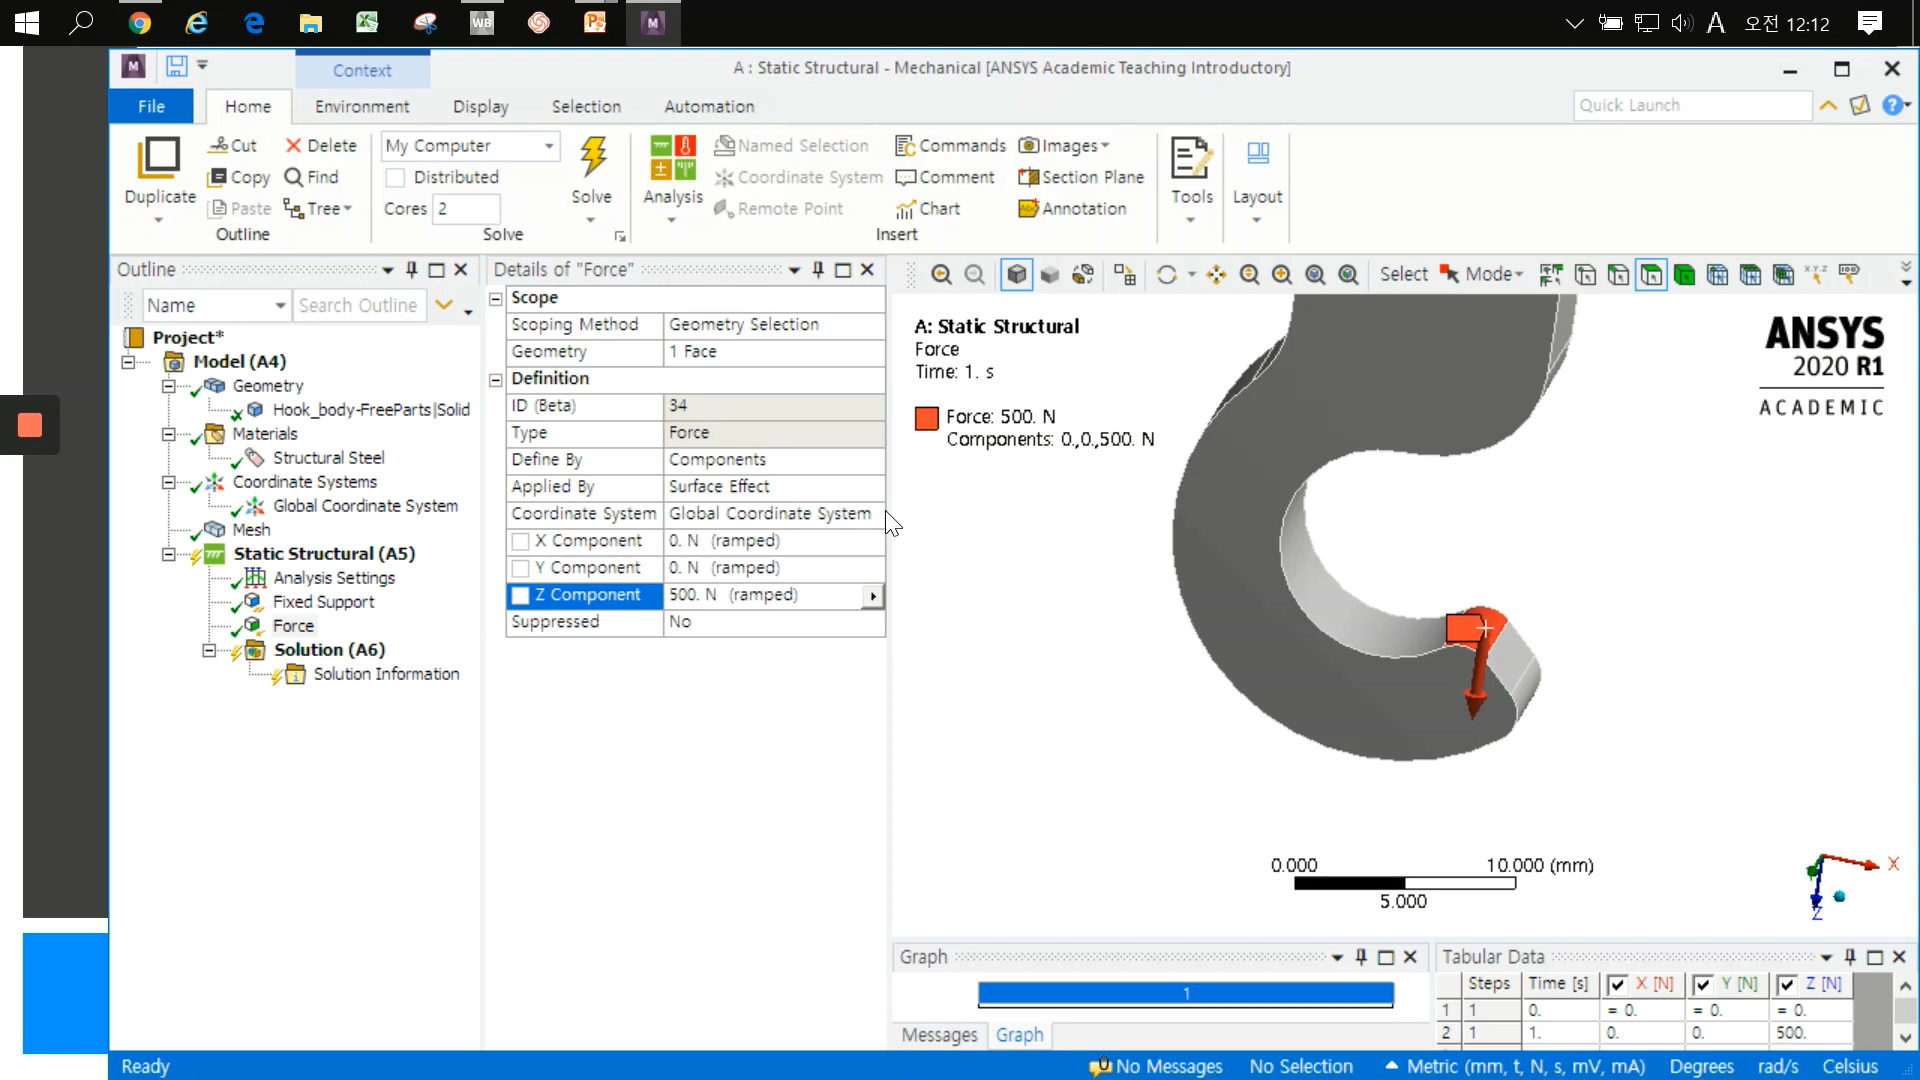 WB
M
A
오전 12:12
M
Context
A : Static Structural - Mechanical [ANSYS Academic Teaching Introductory]
File
Home
Environment
Display
Selection
Automation
Quick Launch
Duplicate
Cut
Copy
Paste
Delete
Find
Tree
Outline
My Computer
Distributed
Cores 2
Solve
Solve
Analysis
Named Selection
Coordinate System
Remote Point
Commands
Comment
Chart
Images
Section Plane
Annotation
Insert
Tools
Layout
Outline
Name
Search Outline
Project*
Model (A4)
Geometry
Hook_body-FreeParts|Solid
Materials
Structural Steel
Coordinate Systems
Global Coordinate System
Mesh
Static Structural (A5)
Analysis Settings
Fixed Support
Force
Solution (A6)
Solution Information
Details of "Force"
Scope
Scoping Method Geometry Selection
Geometry 1 Face
Definition
ID (Beta) 34
Type Force
Define By Components
Applied By Surface Effect
Coordinate System Global Coordinate System
X Component 0. N (ramped)
Y Component 0. N (ramped)
Z Component 500. N (ramped)
Suppressed No
Select
Mode
A: Static Structural
Force
Time: 1. s
Force: 500. N
Components: 0.,0.,500. N
ANSYS
2020 R1
ACADEMIC
0.000 10.000 (mm)
5.000
X
Z
Graph
1
Messages
Graph
Tabular Data
Steps Time [s] X [N] Y [N] Z [N]
1 1 0. = 0. = 0. = 0.
2 1 1. 0. 0. 500.
Ready
No Messages
No Selection
Metric (mm, t, N, s, mV, mA)
Degrees
rad/s
Celsius